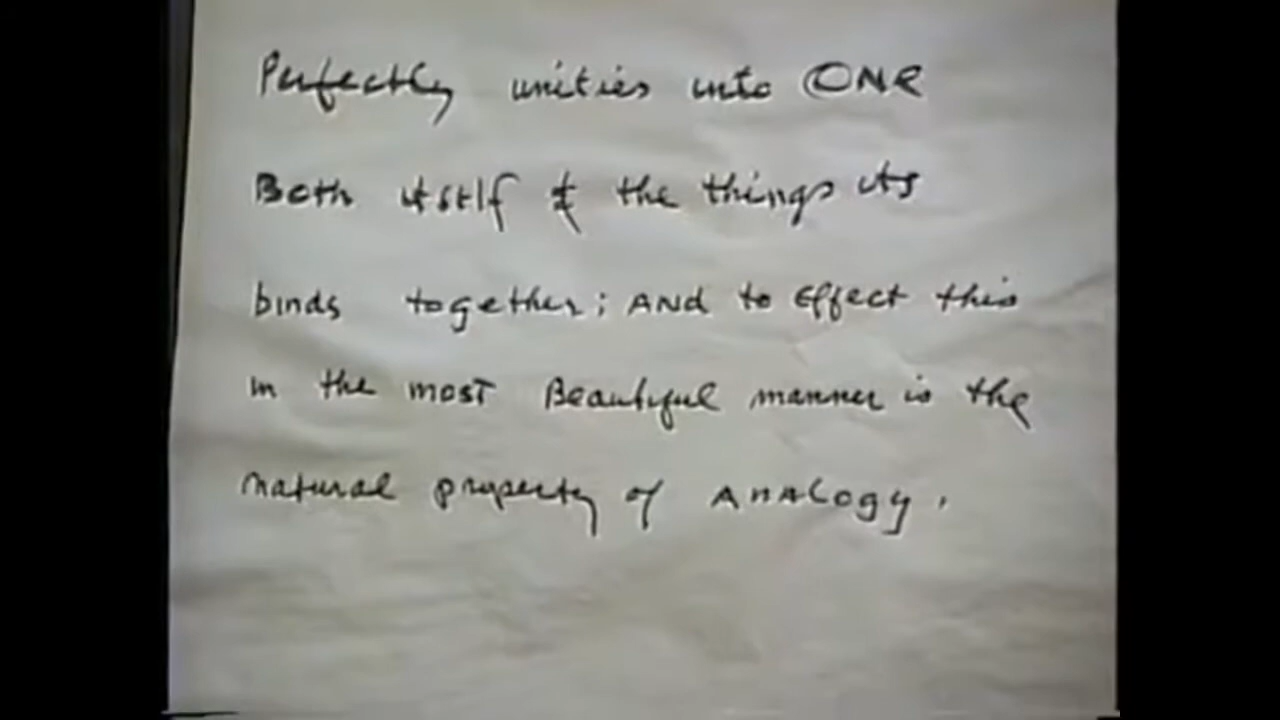 Perfectly unities into ONE
Both itself & the things its
binds together; AND to Effect this
in the most Beautiful manner is the
natural property of ANALogy.